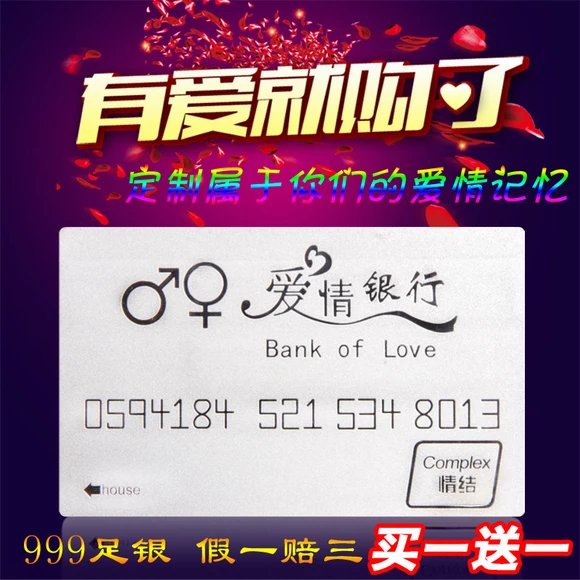 有爱就购了
定制属于你们的爱情记忆
爱情银行
Bank of Love
0594184 521 534 8013
Complex
情结
house
999足银 假一赔三 买一送一